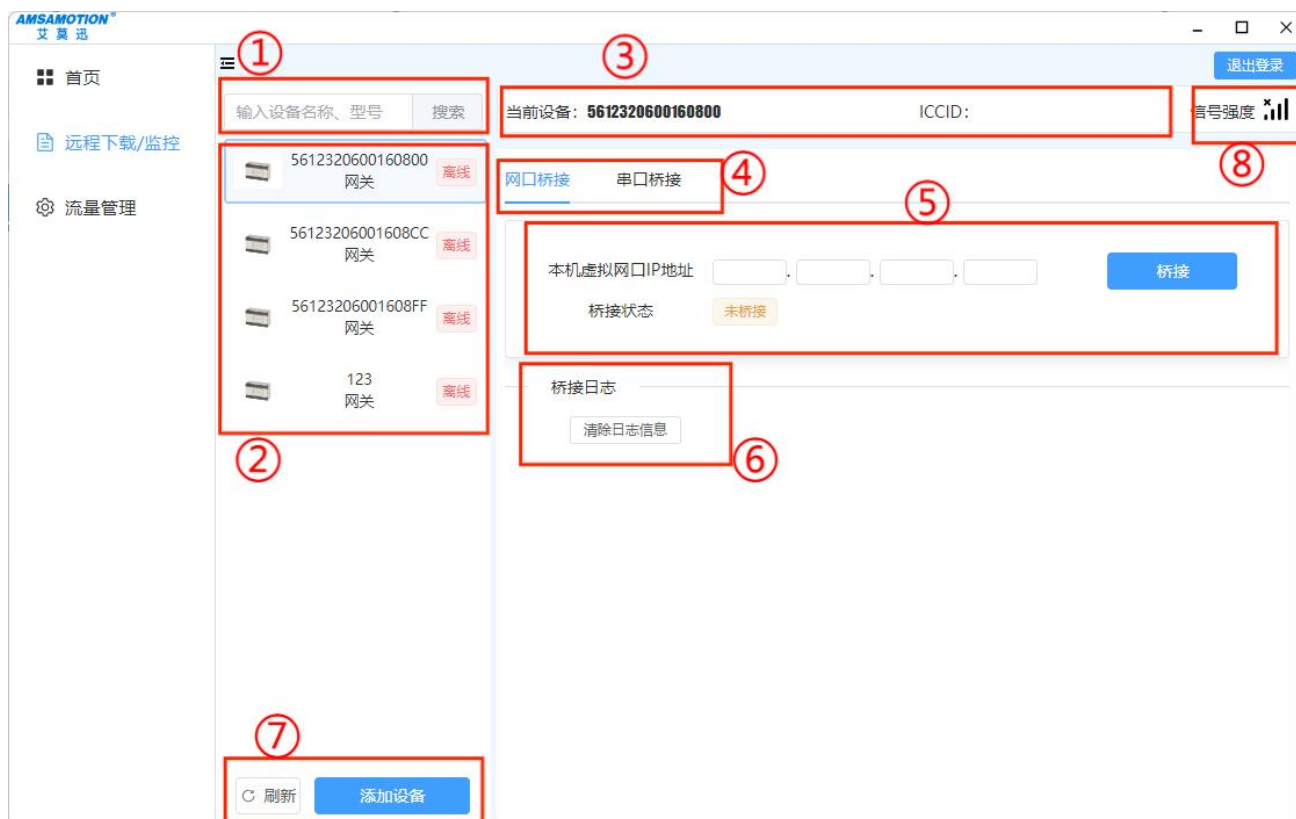 AMSAMOTION®
艾莫迅
首页
远程下载/监控
流量管理
①
输入设备名称、型号 搜索
5612320600160800
网关
离线
56123206001608CC
网关
离线
56123206001608FF
网关
离线
123
网关
离线
②
⑦
刷新 添加设备
③
退出登录
当前设备：5612320600160800 ICCID：
信号强度
⑧
网口桥接 串口桥接
④
⑤
本机虚拟网口IP地址 . . . 桥接
桥接状态 未桥接
桥接日志
清除日志信息
⑥